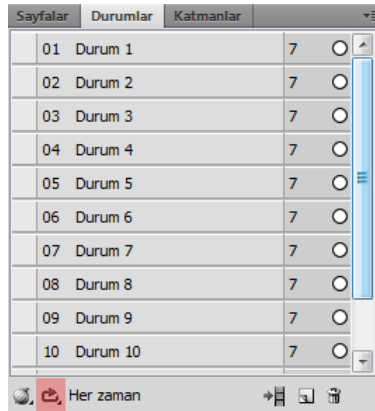 Sayfalar Durumlar Katmanlar
01 Durum 1 7
02 Durum 2 7
03 Durum 3 7
04 Durum 4 7
05 Durum 5 7
06 Durum 6 7
07 Durum 7 7
08 Durum 8 7
09 Durum 9 7
10 Durum 10 7
Her zaman